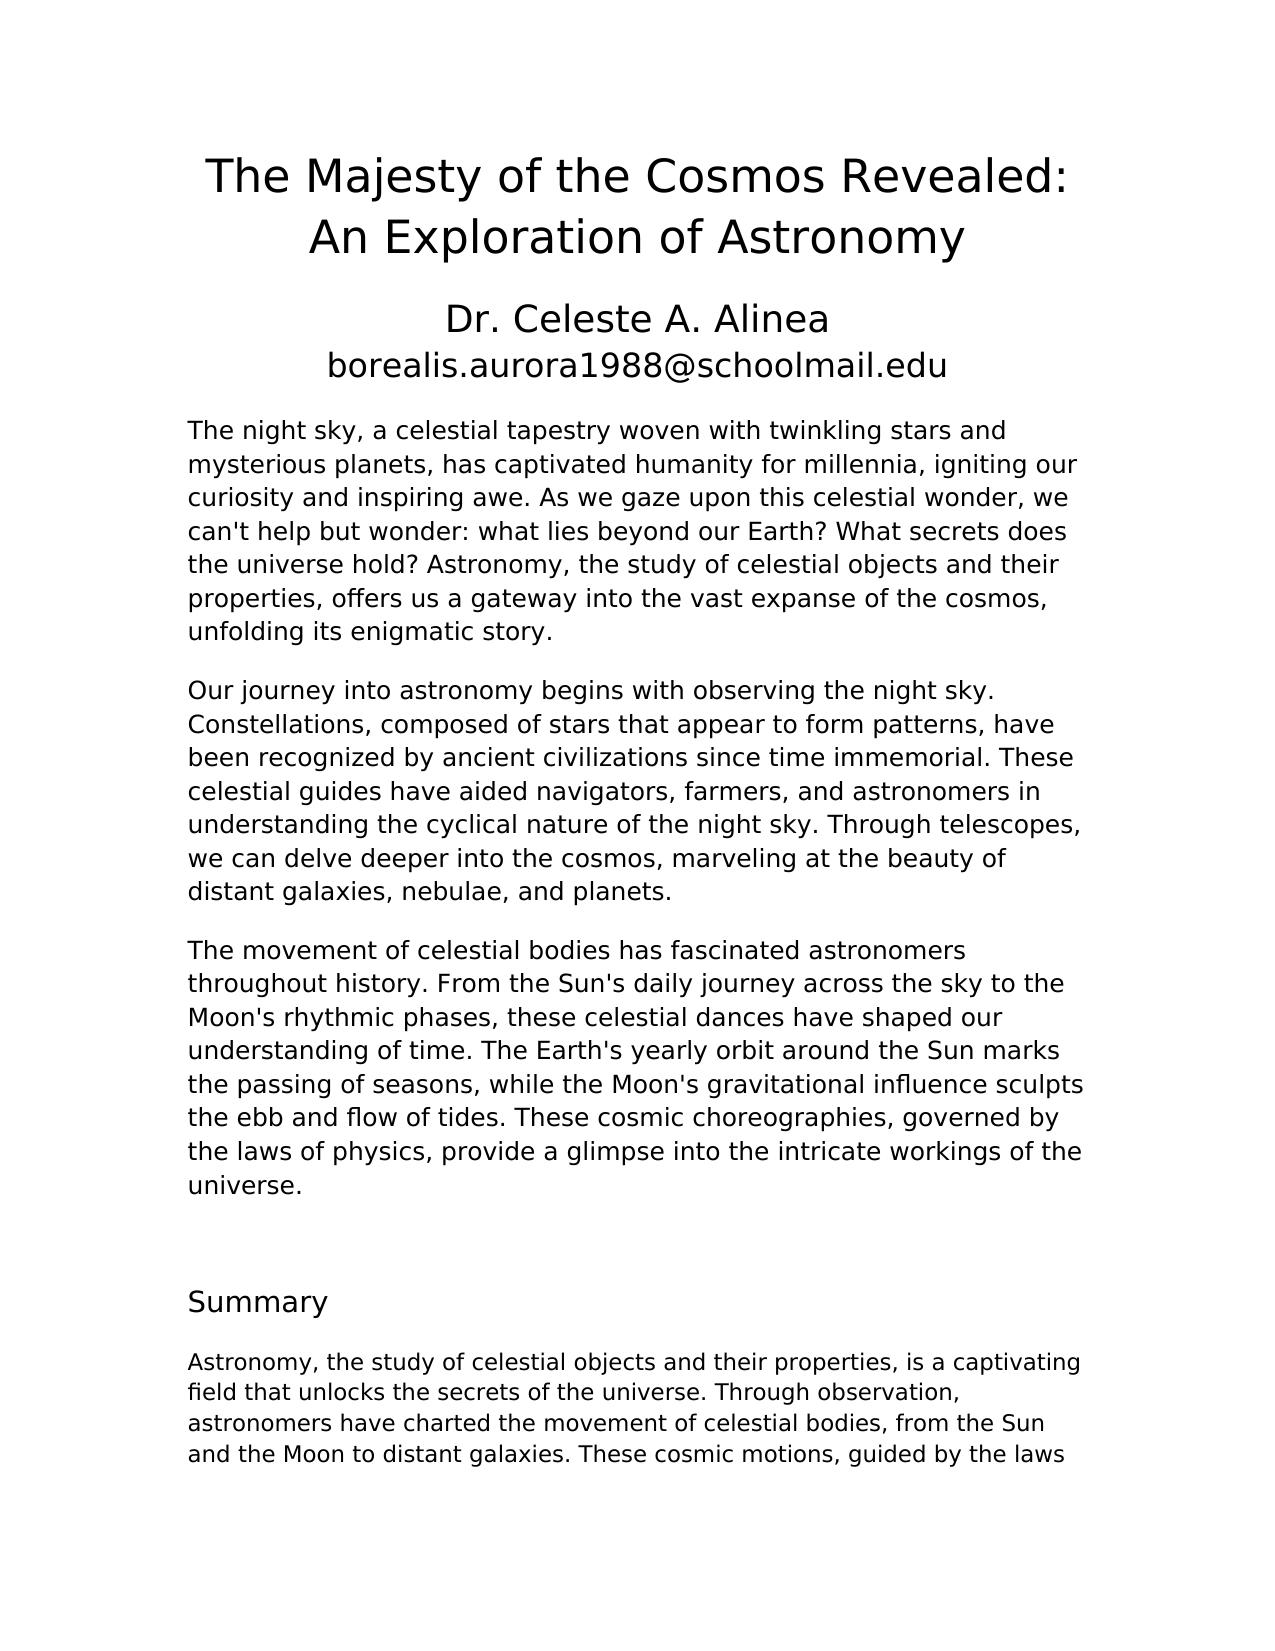 The Majesty of the Cosmos Revealed:
An Exploration of Astronomy
Dr. Celeste A. Alinea
borealis.aurora1988@schoolmail.edu
The night sky, a celestial tapestry woven with twinkling stars and
mysterious planets, has captivated humanity for millennia, igniting our
curiosity and inspiring awe. As we gaze upon this celestial wonder, we
can't help but wonder: what lies beyond our Earth? What secrets does
the universe hold? Astronomy, the study of celestial objects and their
properties, offers us a gateway into the vast expanse of the cosmos,
unfolding its enigmatic story.
Our journey into astronomy begins with observing the night sky.
Constellations, composed of stars that appear to form patterns, have
been recognized by ancient civilizations since time immemorial. These
celestial guides have aided navigators, farmers, and astronomers in
understanding the cyclical nature of the night sky. Through telescopes,
we can delve deeper into the cosmos, marveling at the beauty of
distant galaxies, nebulae, and planets.
The movement of celestial bodies has fascinated astronomers
throughout history. From the Sun's daily journey across the sky to the
Moon's rhythmic phases, these celestial dances have shaped our
understanding of time. The Earth's yearly orbit around the Sun marks
the passing of seasons, while the Moon's gravitational influence sculpts
the ebb and flow of tides. These cosmic choreographies, governed by
the laws of physics, provide a glimpse into the intricate workings of the
universe.
Summary
Astronomy, the study of celestial objects and their properties, is a captivating
field that unlocks the secrets of the universe. Through observation,
astronomers have charted the movement of celestial bodies, from the Sun
and the Moon to distant galaxies. These cosmic motions, guided by the laws